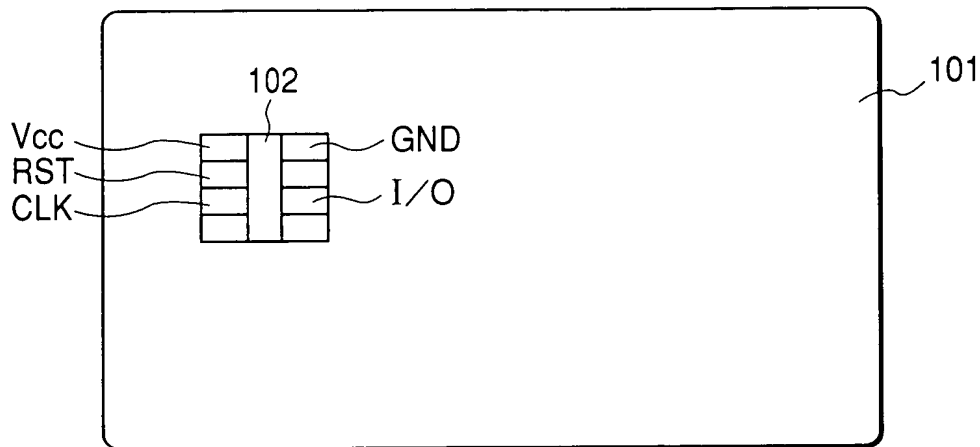 101
102
Vcc
GND
RST
CLK
I/O